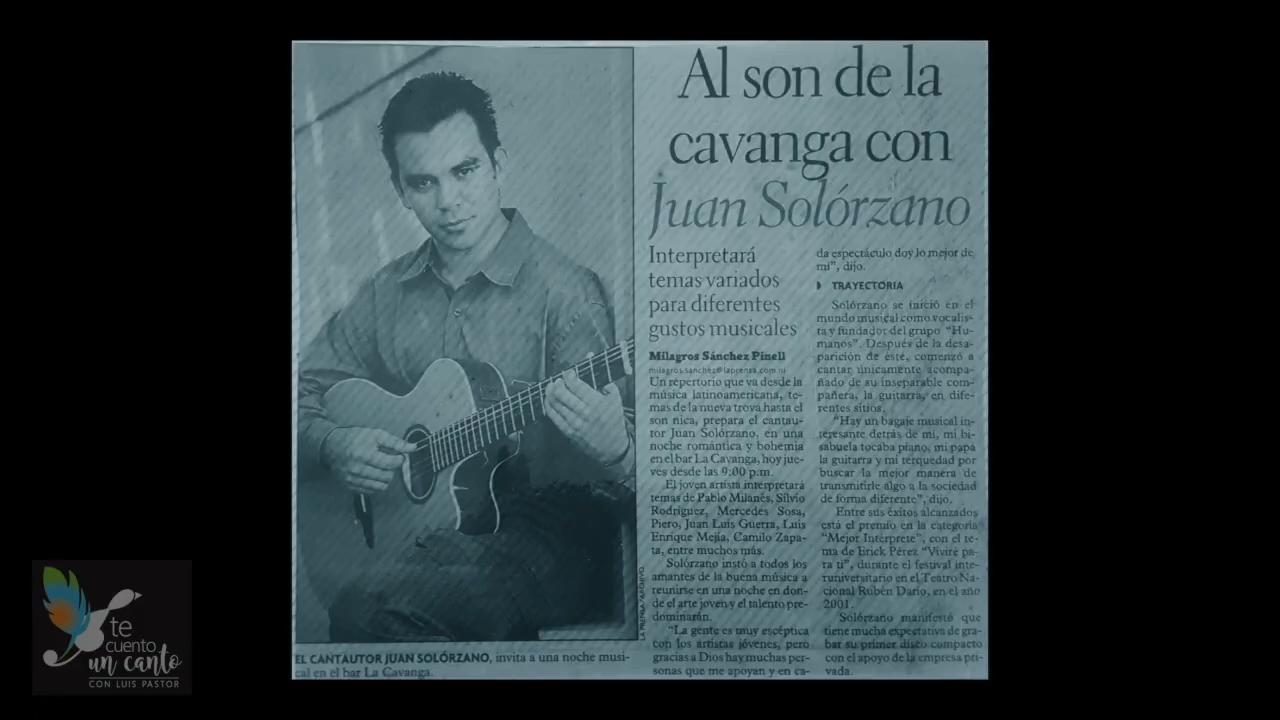 Al son de la
cavanga con
Juan Solórzano
Interpretará
temas variados
para diferentes
gustos musicales
Milagros Sánchez Pinell
milagros.sanchez@laprensa.com.ni
Un repertorio que va desde la
música latinoamericana, te-
mas de la nueva trova hasta el
son nica, prepara el cantau-
tor Juan Solórzano, en una
noche romántica y bohemia
en el bar La Cavanga, hoy jue-
ves desde las 9:00 p.m.
El joven artista interpretará
temas de Pablo Milanés, Silvio
Rodríguez, Mercedes Sosa,
Piero, Juan Luis Guerra, Luis
Enrique Mejía, Camilo Zapa-
ta, entre muchos más.
Solórzano instó a todos los
amantes de la buena música a
reunirse en una noche en don-
de el arte joven y el talento pre-
dominarán.
"La gente es muy escéptica
con los artistas jóvenes, pero
gracias a Dios hay muchas per-
sonas que me apoyan y en ca-
da espectáculo doy lo mejor de
mí", dijo.
TRAYECTORIA
Solórzano se inició en el
mundo musical como vocalis-
ta y fundador del grupo "Hu-
manos". Después de la desa-
parición de éste, comenzó a
cantar únicamente acompa-
ñado de su inseparable com-
pañera, la guitarra, en dife-
rentes sitios.
"Hay un bagaje musical in-
teresante detrás de mí, mi bi-
sabuela tocaba piano, mi papá
la guitarra y mi terquedad por
buscar la mejor manera de
transmitirle algo a la sociedad
de forma diferente", dijo.
Entre sus éxitos alcanzados
está el premio en la categoría
"Mejor Intérprete", con el te-
ma de Erick Pérez "Viviré pa-
ra ti", durante el festival inte-
runiversitario en el Teatro Na-
cional Rubén Darío, en el año
2001.
Solórzano manifestó que
tiene mucha expectativa de gra-
bar su primer disco compacto
con el apoyo de la empresa pri-
vada.
LA PRENSA/ARCHIVO
EL CANTAUTOR JUAN SOLÓRZANO, invita a una noche musi-
cal en el bar La Cavanga.
te
cuento
un canto
CON LUIS PASTOR